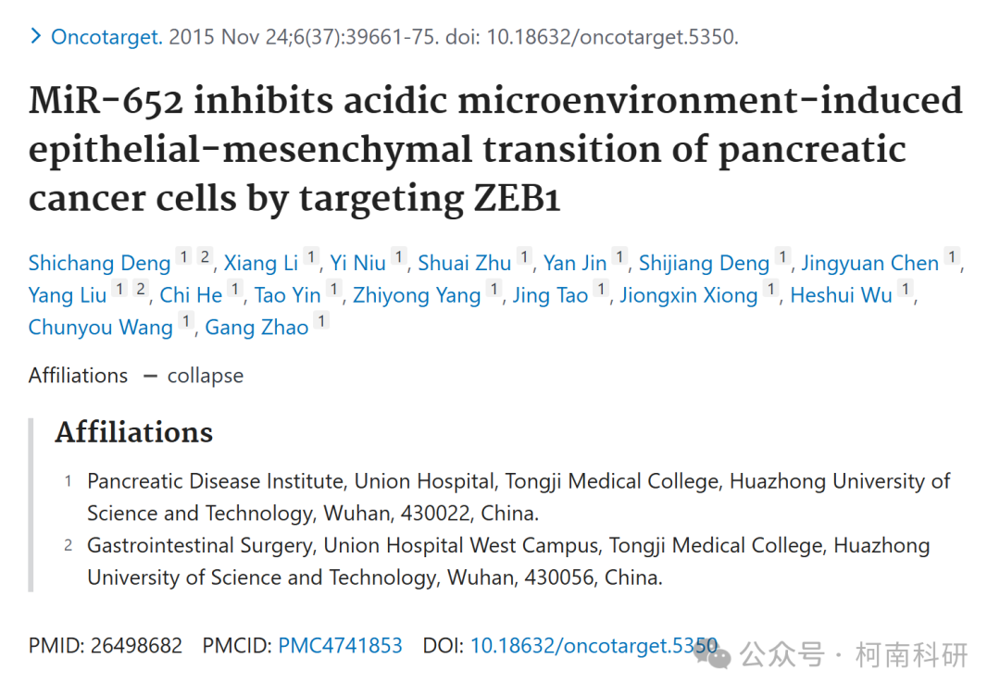 Oncotarget. 2015 Nov 24;6(37):39661-75. doi: 10.18632/oncotarget.5350.
MiR-652 inhibits acidic microenvironment-induced
epithelial-mesenchymal transition of pancreatic
cancer cells by targeting ZEB1
Shichang Deng 1 2, Xiang Li 1, Yi Niu 1, Shuai Zhu 1, Yan Jin 1, Shijiang Deng 1, Jingyuan Chen 1,
Yang Liu 1 2, Chi He 1, Tao Yin 1, Zhiyong Yang 1, Jing Tao 1, Jiongxin Xiong 1, Heshui Wu 1,
Chunyou Wang 1, Gang Zhao 1
Affiliations – collapse
Affiliations
1 Pancreatic Disease Institute, Union Hospital, Tongji Medical College, Huazhong University of
Science and Technology, Wuhan, 430022, China.
2 Gastrointestinal Surgery, Union Hospital West Campus, Tongji Medical College, Huazhong
University of Science and Technology, Wuhan, 430056, China.
PMID: 26498682 PMCID: PMC4741853 DOI: 10.18632/oncotarget.5350
公众号 · 柯南科研